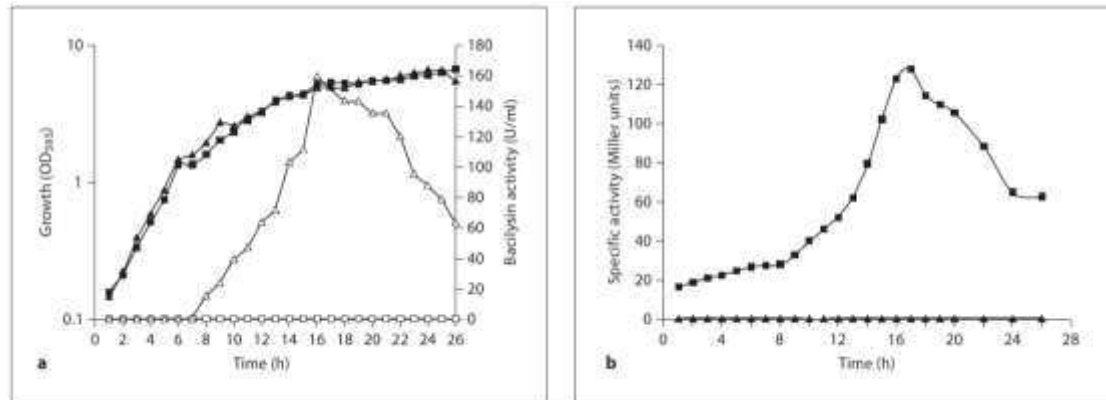 10
1
0.1
Growth (OD₅₉₅)
180
160
140
120
100
80
60
40
20
0
Bacilysin activity (U/ml)
0 2 4 6 8 10 12 14 16 18 20 22 24 26
Time (h)
a
140
120
100
80
60
40
20
0
Specific activity (Miller units)
0 4 8 12 16 20 24 28
Time (h)
b